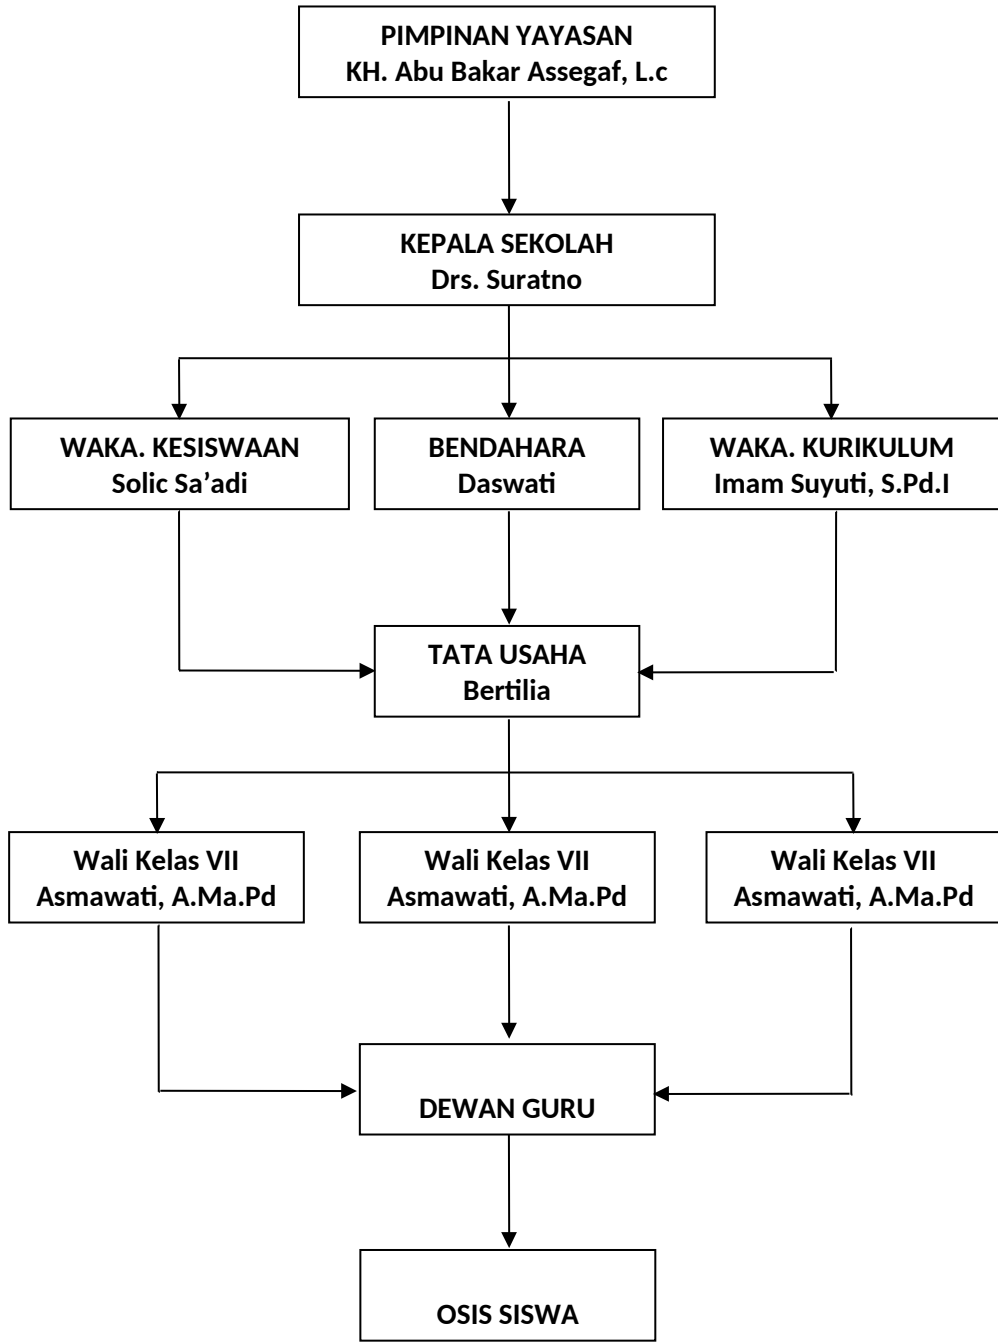 PIMPINAN YAYASAN
KH. Abu Bakar Assegaf, L.c
KEPALA SEKOLAH
Drs. Suratno
WAKA. KESISWAAN
Solic Sa’adi
BENDAHARA
Daswati
WAKA. KURIKULUM
Imam Suyuti, S.Pd.I
TATA USAHA
Bertilia
Wali Kelas VII
Asmawati, A.Ma.Pd
Wali Kelas VII
Asmawati, A.Ma.Pd
Wali Kelas VII
Asmawati, A.Ma.Pd
DEWAN GURU
OSIS SISWA